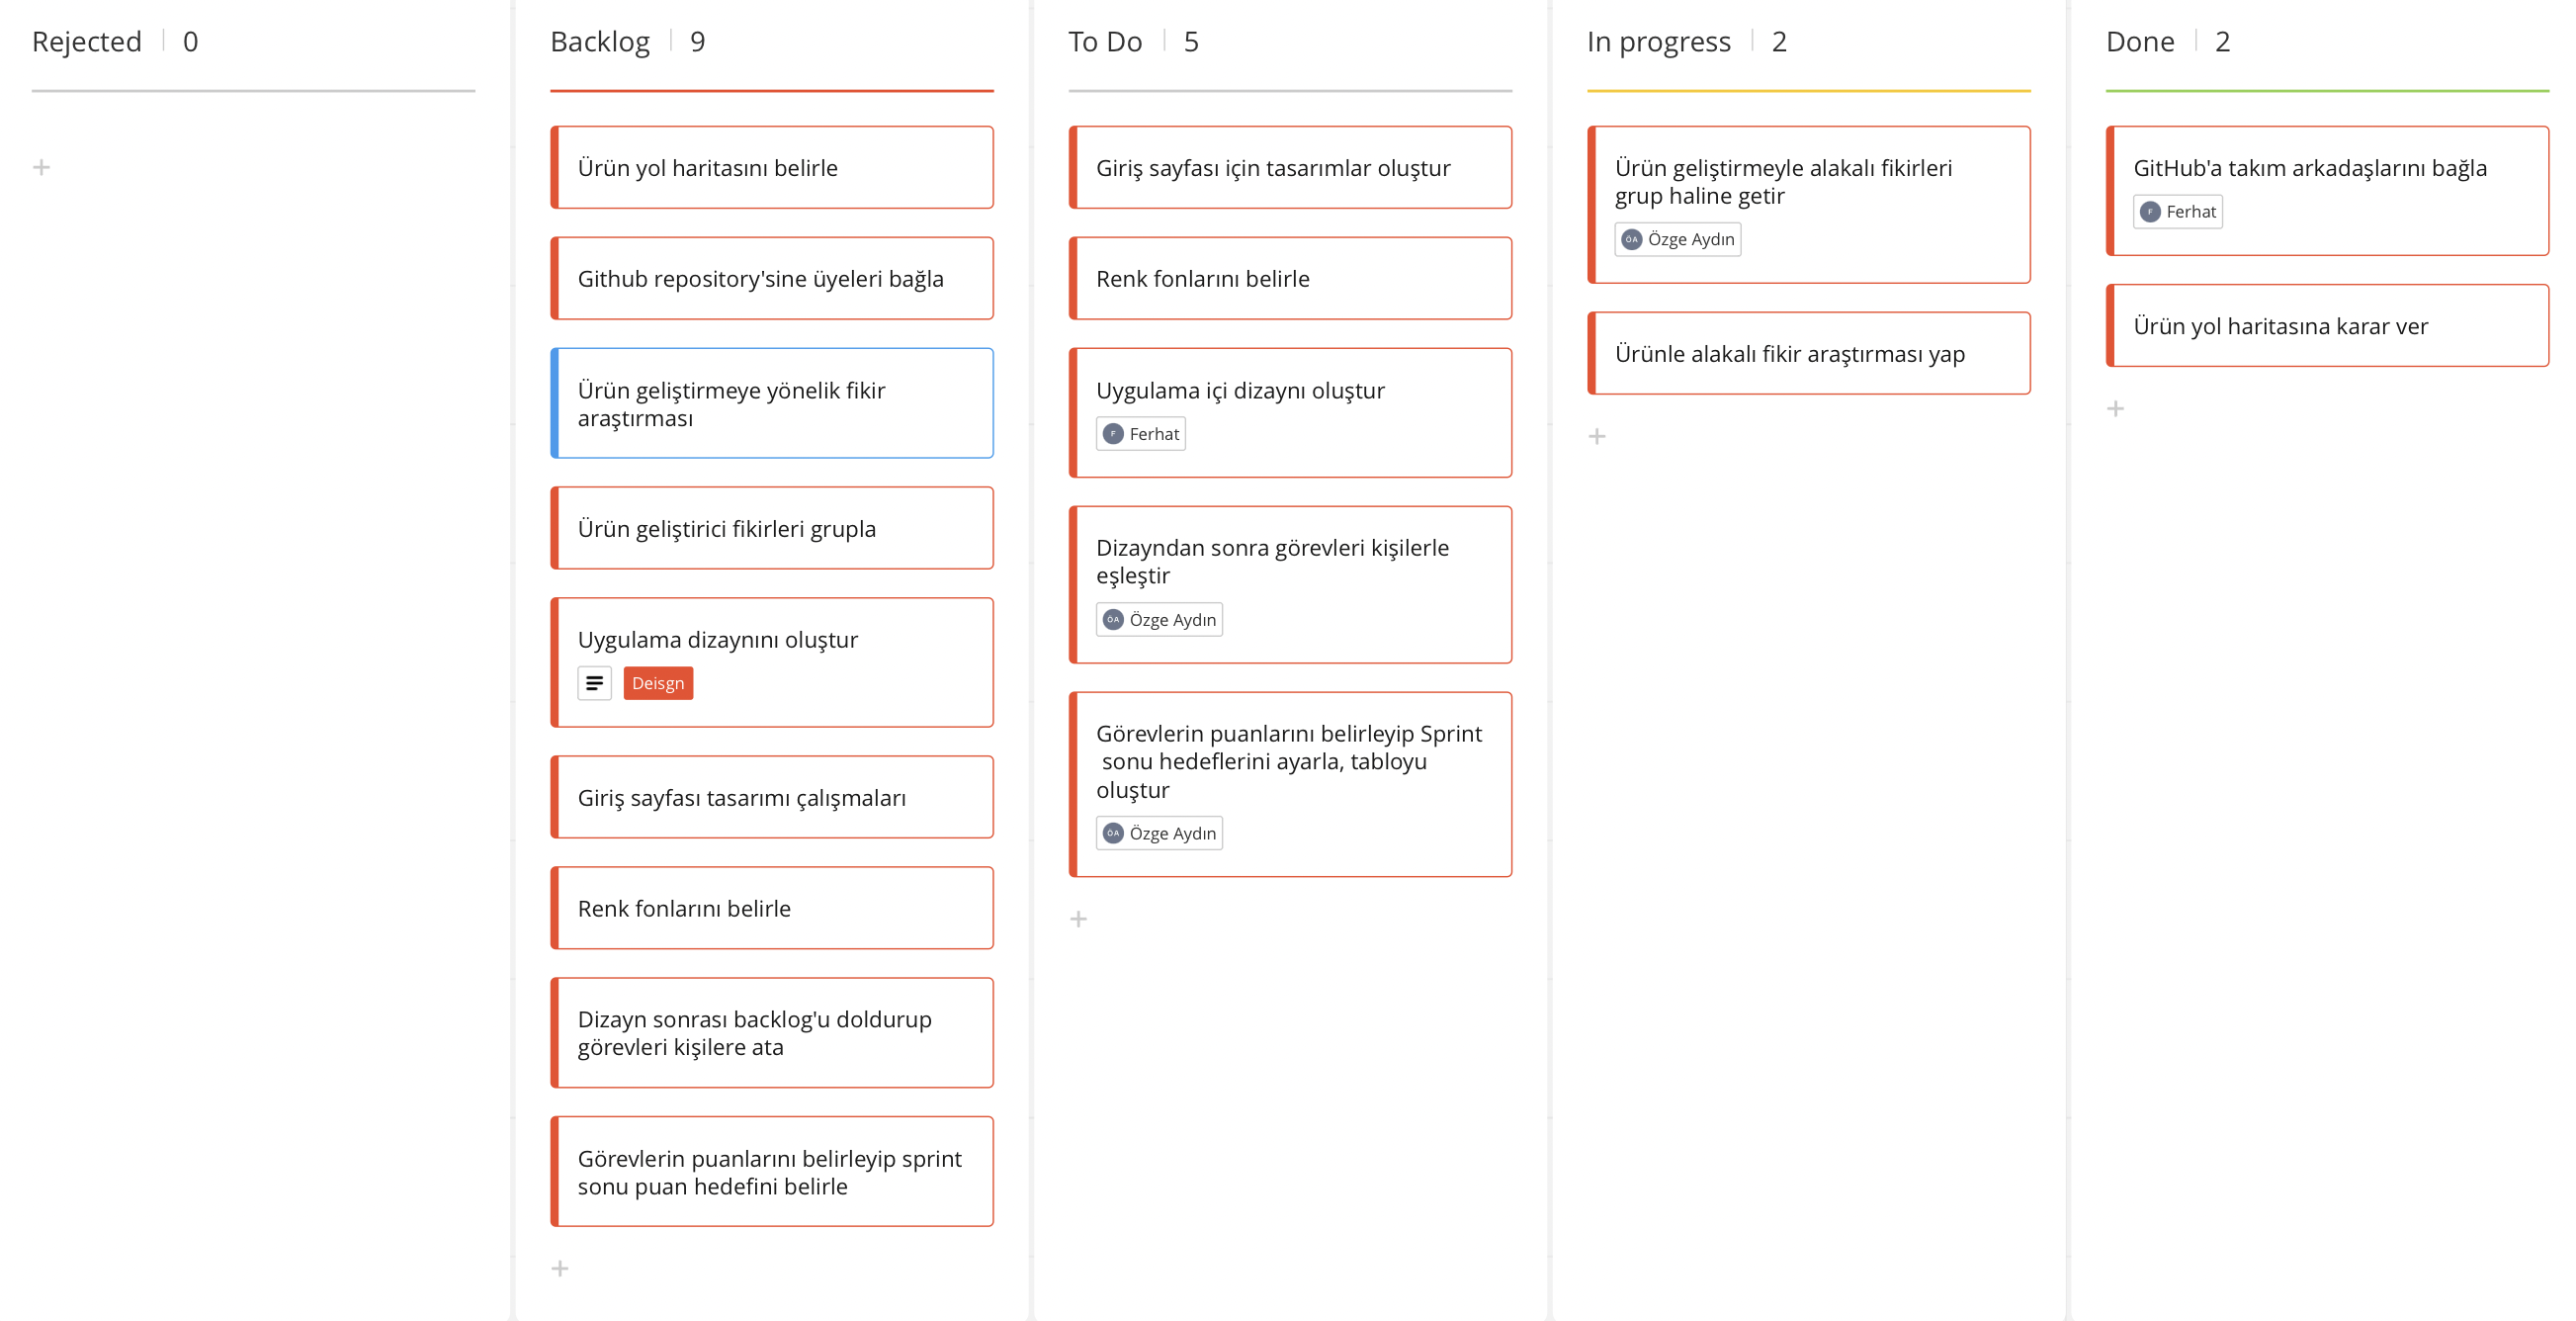 Rejected 0
Backlog 9
Ürün yol haritasını belirle
Github repository'sine üyeleri bağla
Ürün geliştirmeye yönelik fikir
araştırması
Ürün geliştirici fikirleri grupla
Uygulama dizaynını oluştur
Deisgn
Giriş sayfası tasarımı çalışmaları
Renk fonlarını belirle
Dizayn sonrası backlog'u doldurup
görevleri kişilere ata
Görevlerin puanlarını belirleyip sprint
sonu puan hedefini belirle
To Do 5
Giriş sayfası için tasarımlar oluştur
Renk fonlarını belirle
Uygulama içi dizaynı oluştur
F Ferhat
Dizayndan sonra görevleri kişilerle
eşleştir
ÖA Özge Aydın
Görevlerin puanlarını belirleyip Sprint
sonu hedeflerini ayarla, tabloyu
oluştur
ÖA Özge Aydın
In progress 2
Ürün geliştirmeyle alakalı fikirleri
grup haline getir
ÖA Özge Aydın
Ürünle alakalı fikir araştırması yap
Done 2
GitHub'a takım arkadaşlarını bağla
F Ferhat
Ürün yol haritasına karar ver